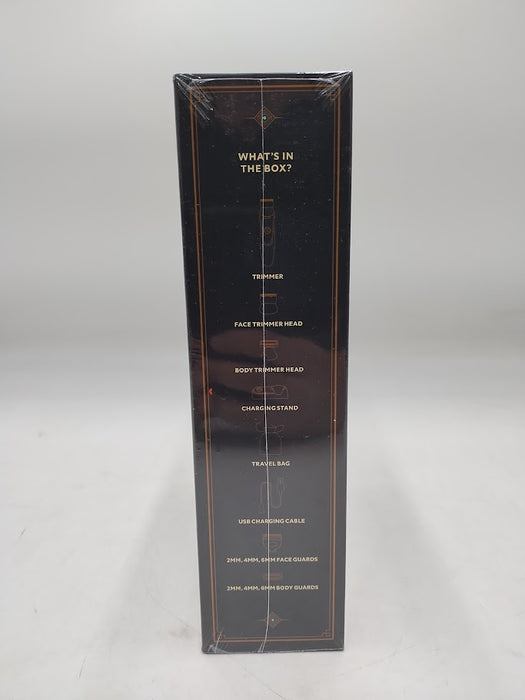 WHAT'S IN
THE BOX?
TRIMMER
FACE TRIMMER HEAD
BODY TRIMMER HEAD
CHARGING STAND
TRAVEL BAG
USB CHARGING CABLE
2MM, 4MM, 6MM FACE GUARDS
2MM, 4MM, 6MM BODY GUARDS